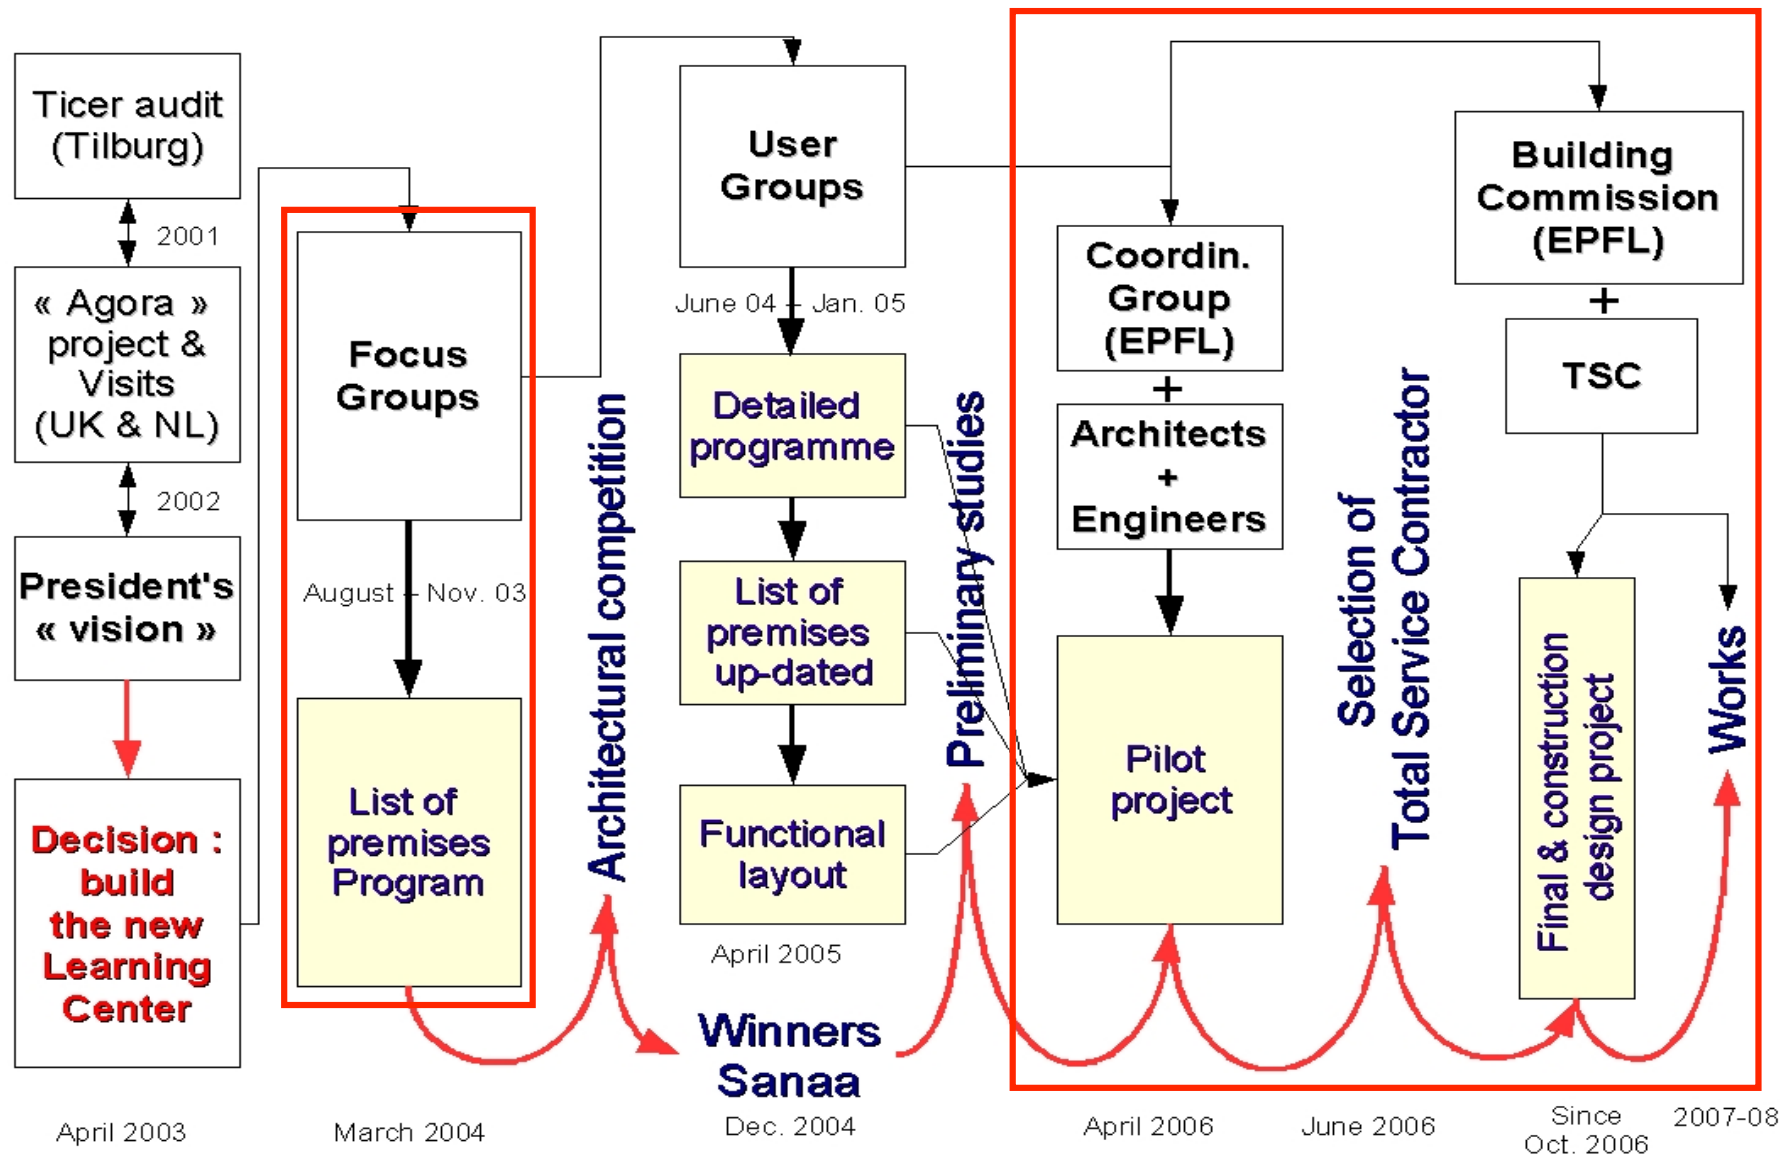 Ticer audit
(Tilburg)
2001
« Agora »
project &
Visits
(UK & NL)
2002
President's
« vision »
Decision :
build
the new
Learning
Center
April 2003
Focus
Groups
August – Nov. 03
List of
premises
Program
March 2004
Architectural competition
User
Groups
June 04 – Jan. 05
Detailed
programme
List of
premises
up-dated
Functional
layout
April 2005
Winners
Sanaa
Dec. 2004
Preliminary studies
Coordin.
Group
(EPFL)
+
Architects
+
Engineers
Pilot
project
April 2006
Selection of
Total Service Contractor
June 2006
Building
Commission
(EPFL)
+
TSC
Final & construction
design project
Since
Oct. 2006
Works
2007-08